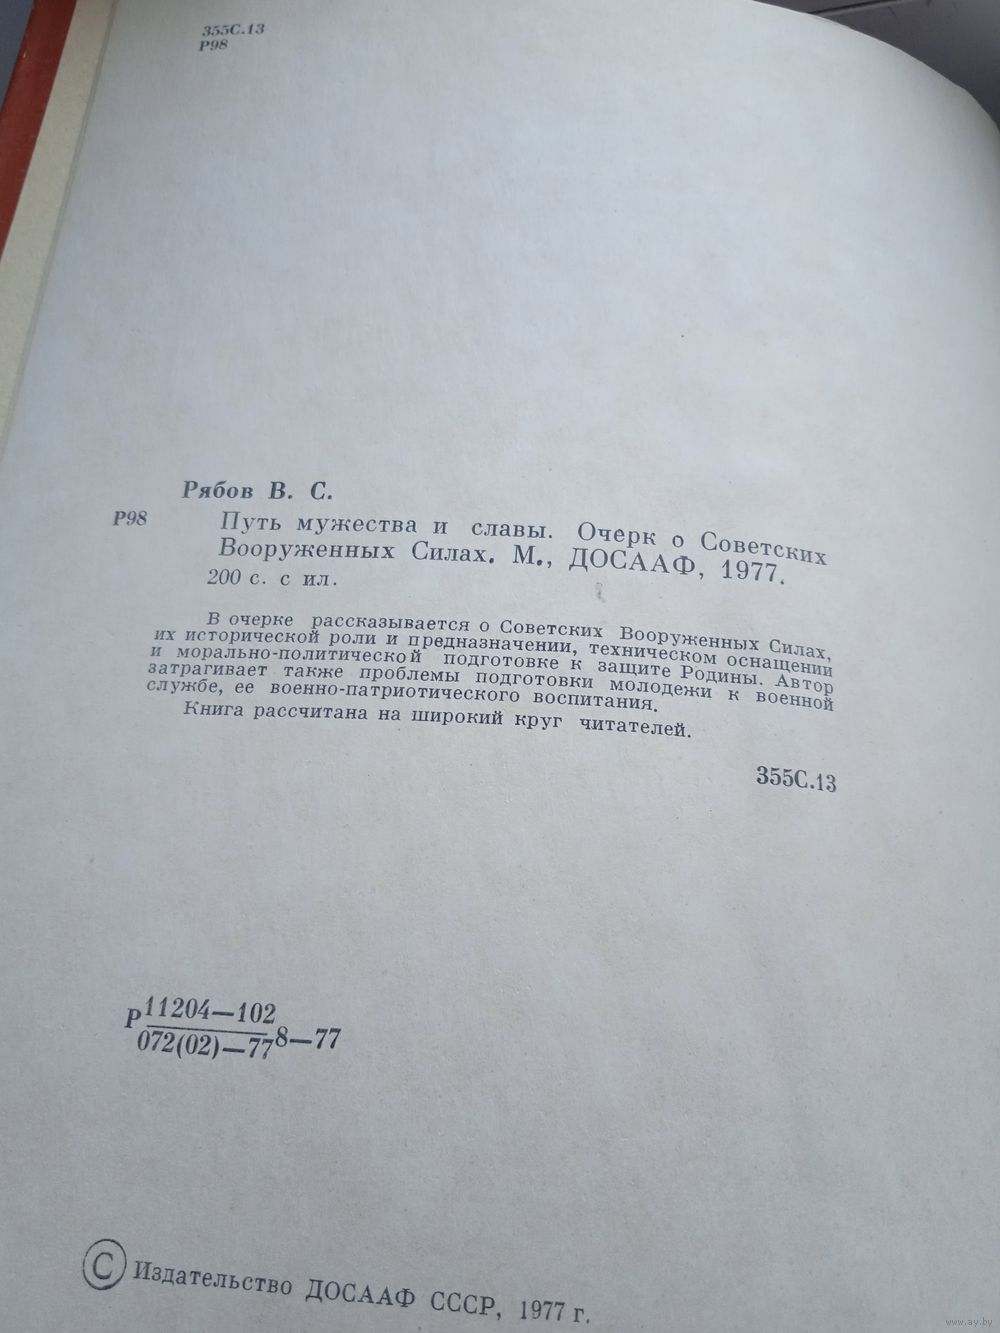 355С.13
Р98
Рябов В. С.
Р98
Путь мужества и славы. Очерк о Советских
Вооруженных Силах. М., ДОСААФ, 1977.
200 с. с ил.
В очерке рассказывается о Советских Вооруженных Силах,
их исторической роли и предназначении, техническом оснащении
и морально-политической подготовке к защите Родины. Автор
затрагивает также проблемы подготовки молодежи к военной
службе, ее военно-патриотического воспитания.
Книга рассчитана на широкий круг читателей.
355С.13
Р 11204—102
072(02)—77 8—77
© Издательство ДОСААФ СССР, 1977 г.
www.ay.by